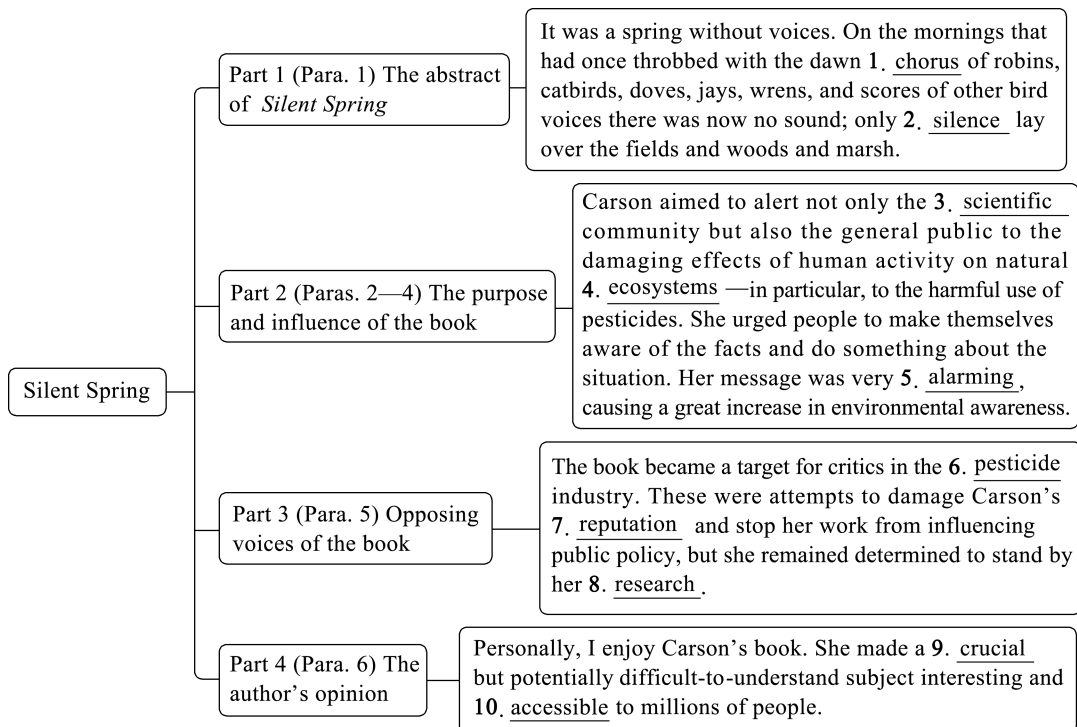 Silent Spring
Part 1 (Para. 1) The abstract
of Silent Spring
It was a spring without voices. On the mornings that
had once throbbed with the dawn 1. chorus of robins,
catbirds, doves, jays, wrens, and scores of other bird
voices there was now no sound; only 2. silence lay
over the fields and woods and marsh.
Part 2 (Paras. 2—4) The purpose
and influence of the book
Carson aimed to alert not only the 3. scientific
community but also the general public to the
damaging effects of human activity on natural
4. ecosystems —in particular, to the harmful use of
pesticides. She urged people to make themselves
aware of the facts and do something about the
situation. Her message was very 5. alarming,
causing a great increase in environmental awareness.
Part 3 (Para. 5) Opposing
voices of the book
The book became a target for critics in the 6. pesticide
industry. These were attempts to damage Carson's
7. reputation and stop her work from influencing
public policy, but she remained determined to stand by
her 8. research.
Part 4 (Para. 6) The
author's opinion
Personally, I enjoy Carson's book. She made a 9. crucial
but potentially difficult-to-understand subject interesting and
10. accessible to millions of people.